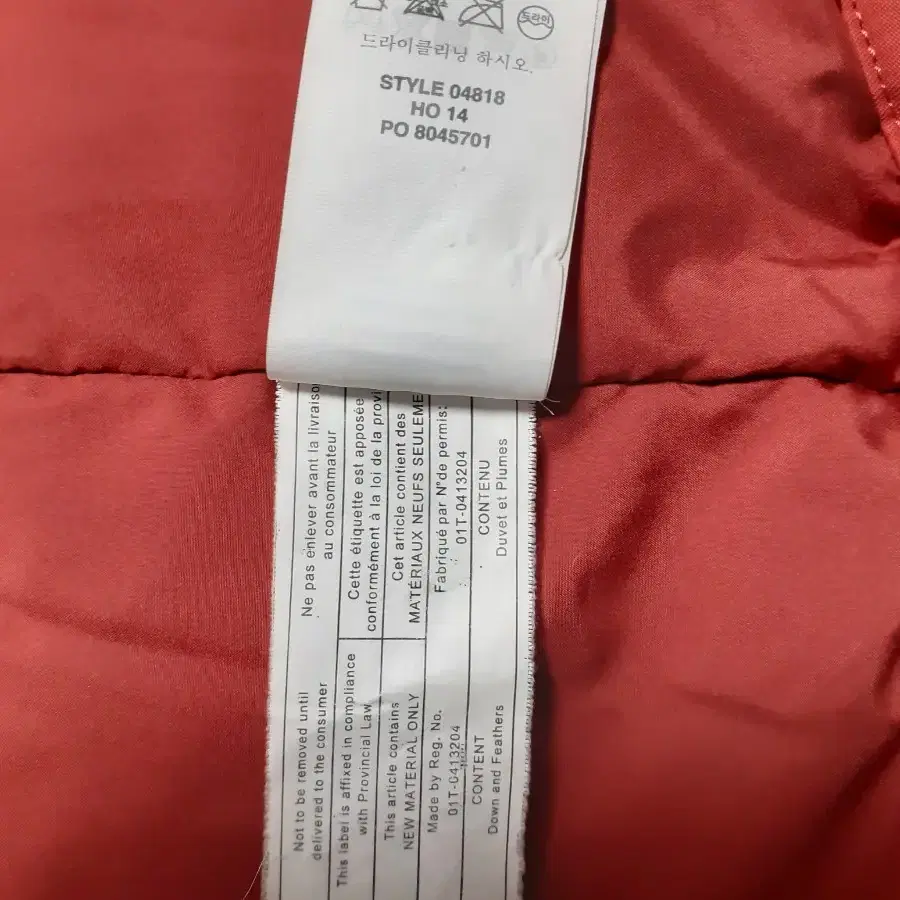 드라이
드라이클리닝 하시오.
STYLE 04818
HO 14
PO 8045701
Ne pas enlever avant la livraiso
au consommateur
Cette étiquette est apposée
conformément à la loi de la provi
Cet article contient des
MATÉRIAUX NEUFS SEULEME
Fabriqué par N°de permis:
01T-0413204
CONTENU
Duvet et Plumes
Not to be removed until
delivered to the consumer
This label is affixed in compliance
with Provincial Law
This article contains
NEW MATERIAL ONLY
Made by Reg. No.
01T-0413204
CONTENT
Down and Feathers